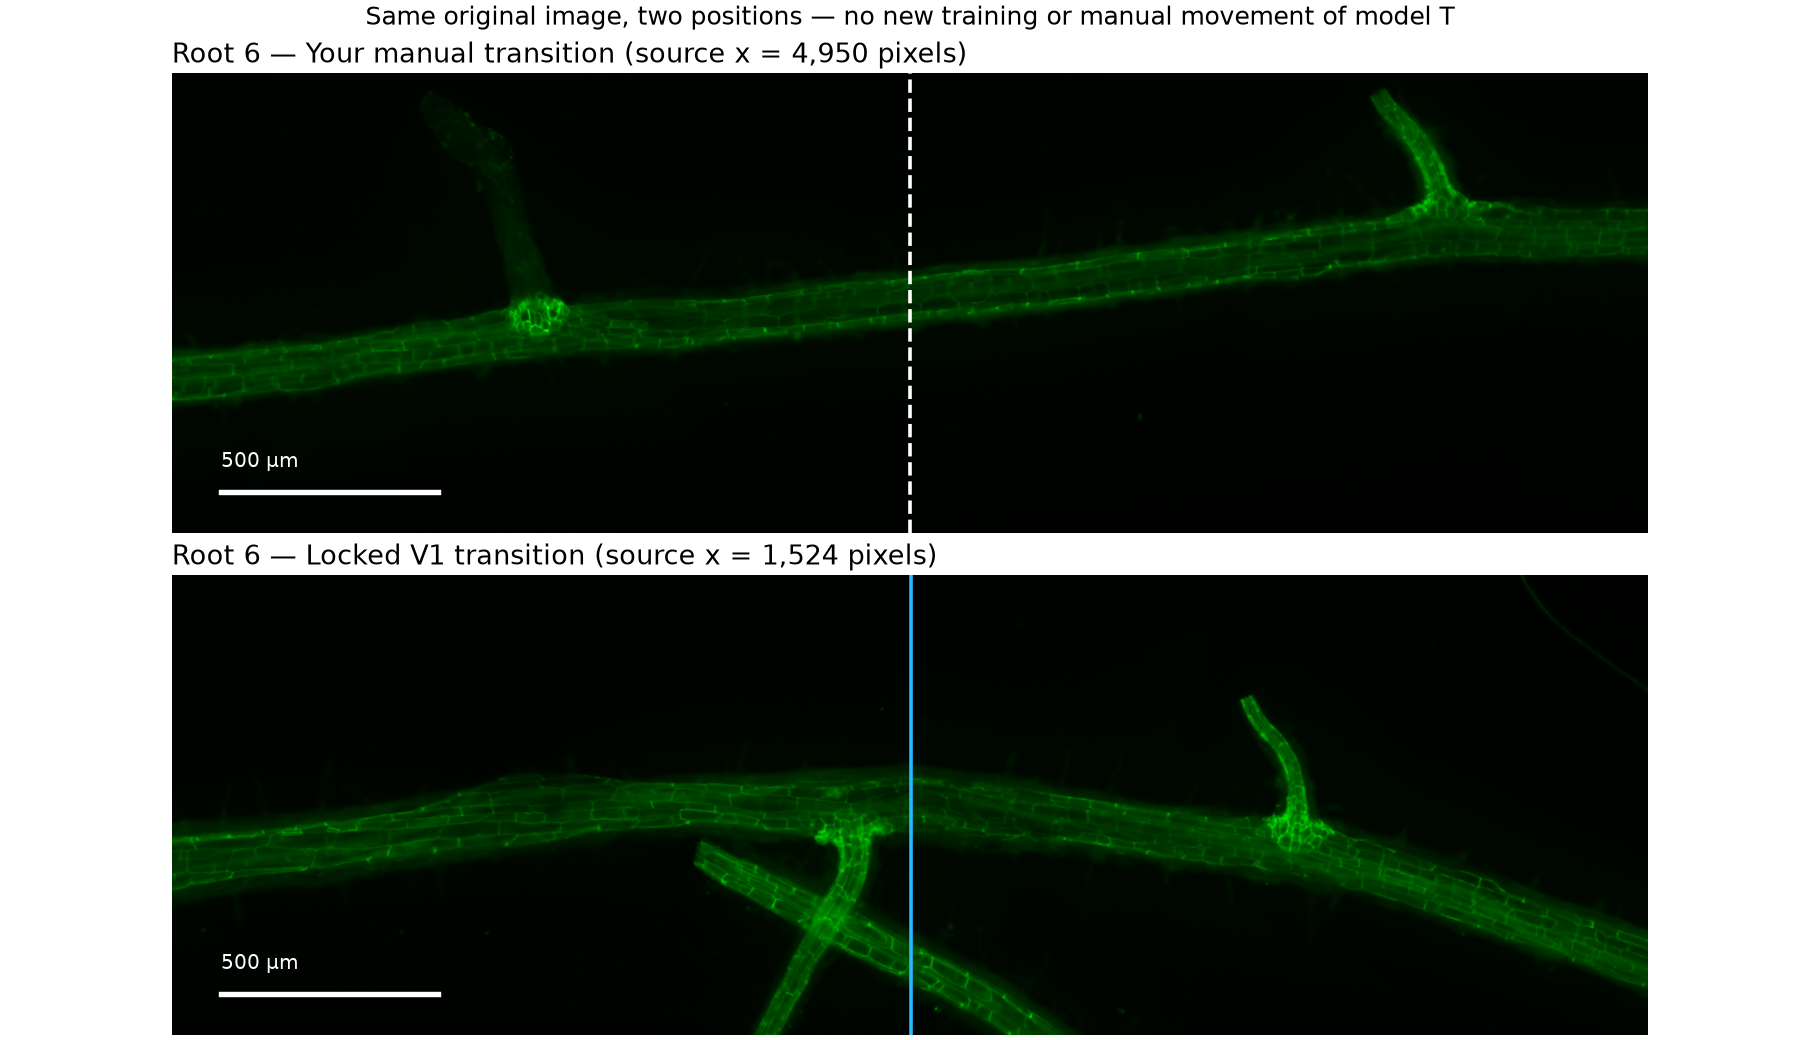 Same original image, two positions — no new training or manual movement of model T
Root 6 — Your manual transition (source x = 4,950 pixels)
500 µm
Root 6 — Locked V1 transition (source x = 1,524 pixels)
500 µm